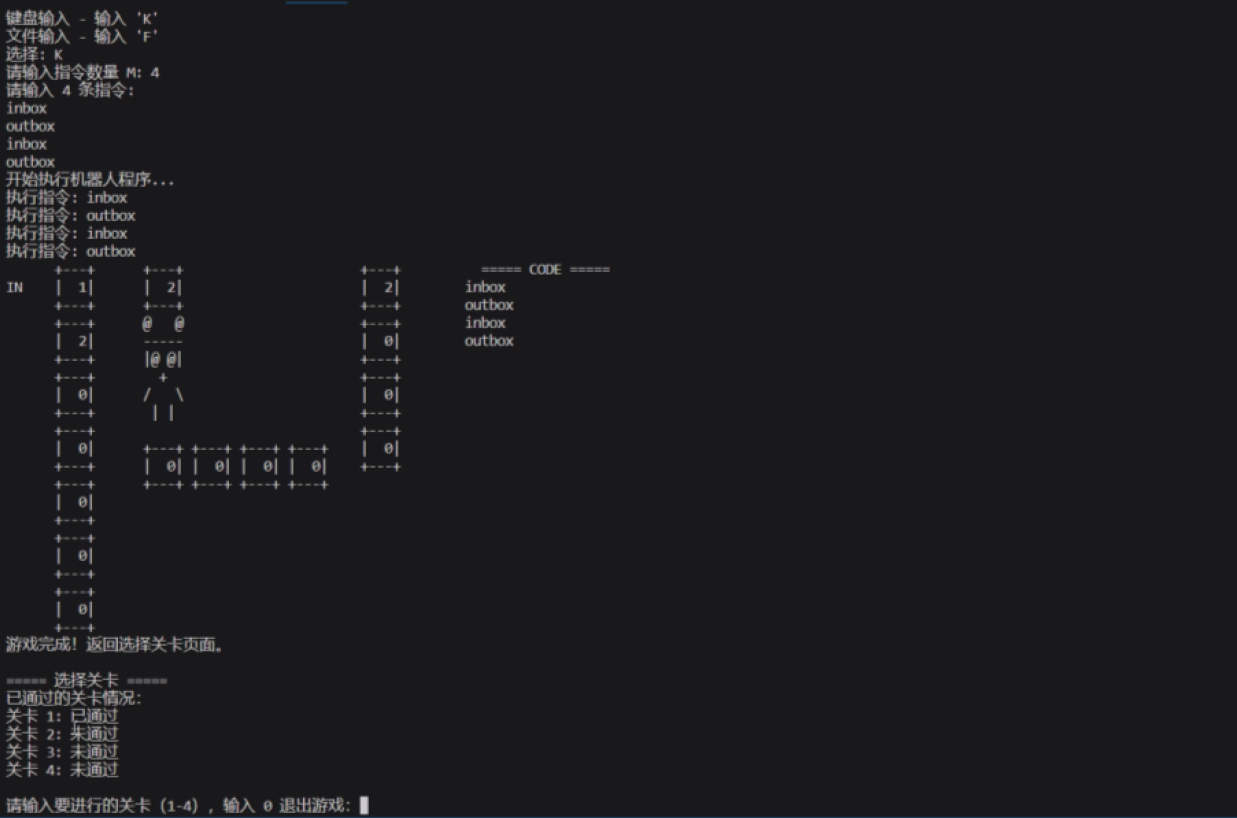 键盘输入 - 输入 'K'
文件输入 - 输入 'F'
选择: K
请输入指令数量 M: 4
请输入 4 条指令:
inbox
outbox
inbox
outbox
开始执行机器人程序...
执行指令: inbox
执行指令: outbox
执行指令: inbox
执行指令: outbox
      +---+      +---+                      +---+          ===== CODE =====
IN    |  1|      |  2|                      |  2|        inbox
      +---+      +---+                      +---+        outbox
      +---+      @   @                      +---+        inbox
      |  2|      -----                      |  0|        outbox
      +---+      |@ @|                      +---+
      +---+        +                        +---+
      |  0|      /   \                      |  0|
      +---+       | |                       +---+
      +---+                                 +---+
      |  0|      +---+ +---+ +---+ +---+    |  0|
      +---+      |  0| |  0| |  0| |  0|    +---+
      +---+      +---+ +---+ +---+ +---+
      |  0|
      +---+
      +---+
      |  0|
      +---+
      +---+
      |  0|
      +---+
游戏完成! 返回选择关卡页面。
===== 选择关卡 =====
已通过的关卡情况:
关卡 1: 已通过
关卡 2: 未通过
关卡 3: 未通过
关卡 4: 未通过
请输入要进行的关卡 (1-4) , 输入 0 退出游戏: